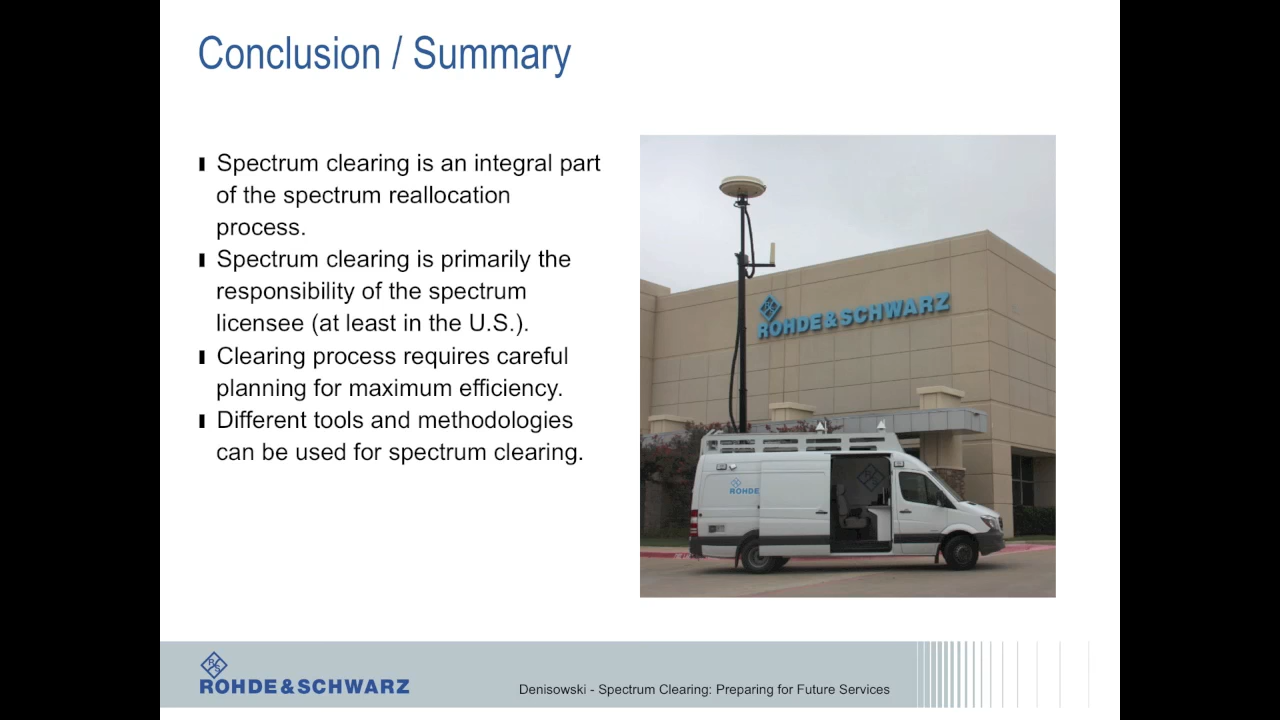 Conclusion / Summary
Spectrum clearing is an integral part
of the spectrum reallocation
process.
Spectrum clearing is primarily the
responsibility of the spectrum
licensee (at least in the U.S.).
Clearing process requires careful
planning for maximum efficiency.
Different tools and methodologies
can be used for spectrum clearing.
ROHDE & SCHWARZ
ROHDE
R S
ROHDE & SCHWARZ
Denisowski - Spectrum Clearing: Preparing for Future Services